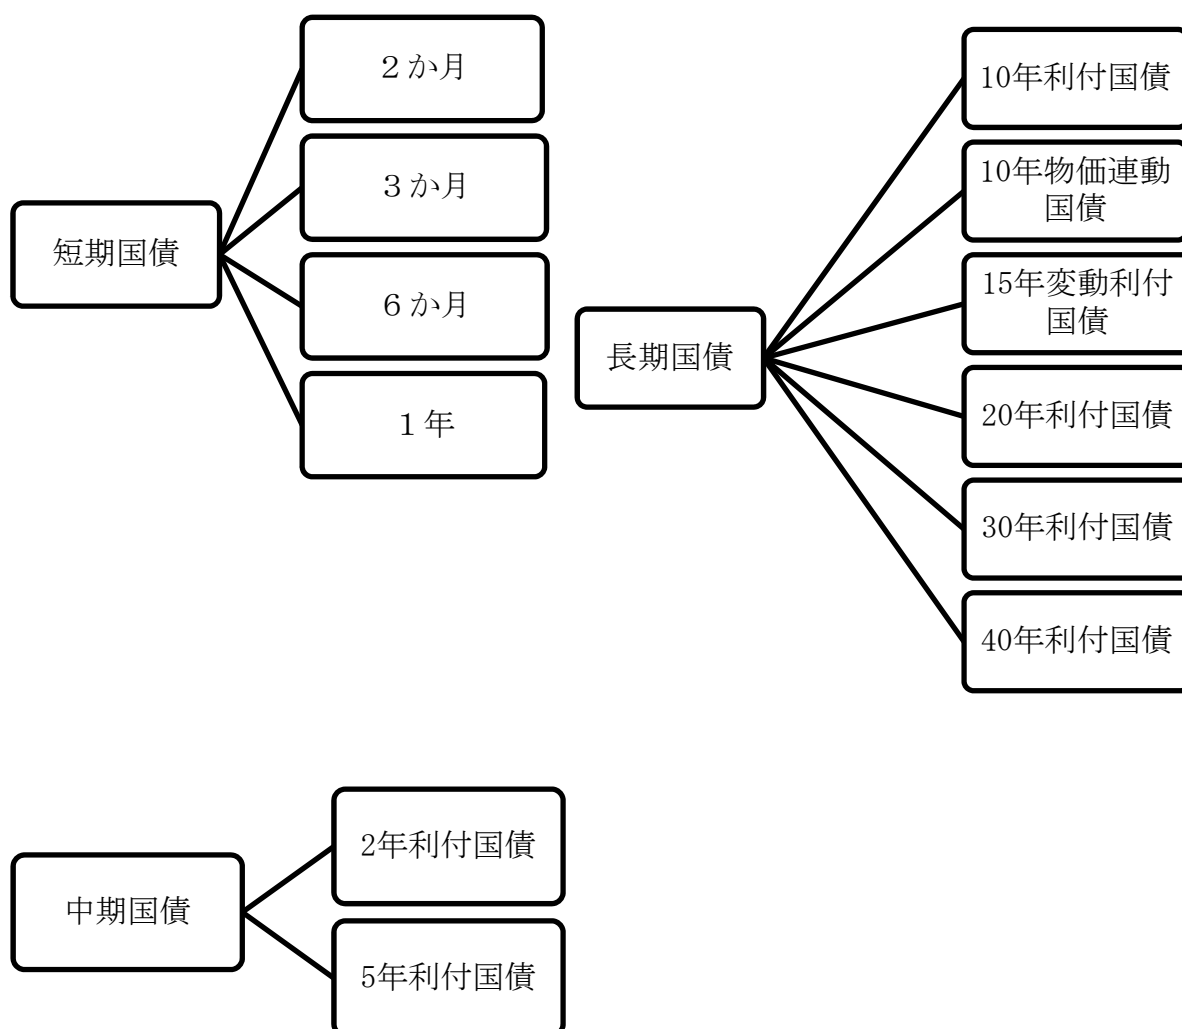 短期国債
２か月
３か月
６か月
１年
長期国債
10年利付国債
10年物価連動
国債
15年変動利付
国債
20年利付国債
30年利付国債
40年利付国債
中期国債
2年利付国債
5年利付国債